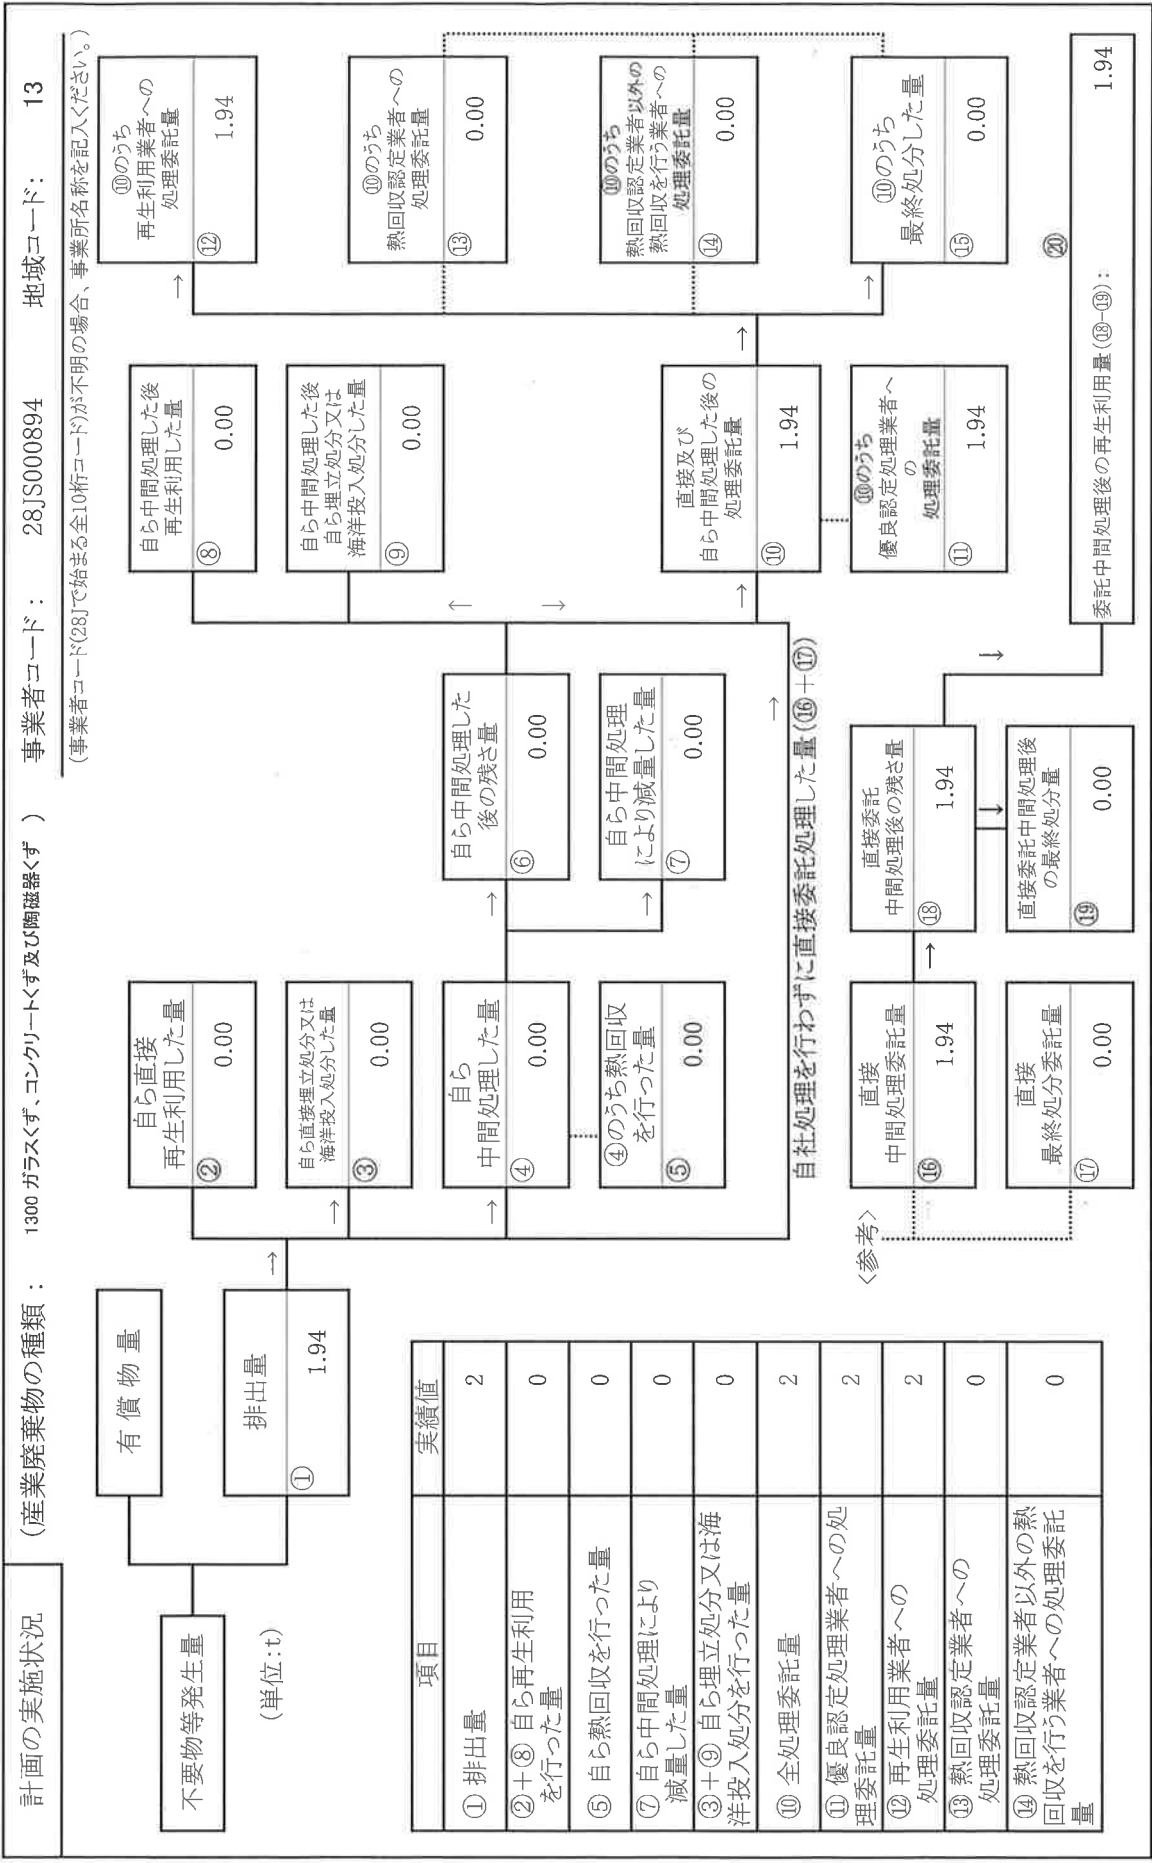 計画の実施状況
(産業廃棄物の種類： 1300 ガラスくず、コンクリートくず及び陶磁器くず )
事業者コード： 28JS000894 地域コード： 13
(事業者コード(28Jで始まる全10桁コード)が不明の場合、事業所名称を記入ください。)
不要物等発生量
(単位:t)
有償物量
排出量
① 1.94
自ら直接
再生利用した量
② 0.00
自ら直接埋立処分又は
海洋投入処分した量
③ 0.00
自ら
中間処理した量
④ 0.00
④のうち熱回収
を行った量
⑤ 0.00
自ら中間処理した
後の残さ量
⑥ 0.00
自ら中間処理
により減量した量
⑦ 0.00
自ら中間処理した後
再生利用した量
⑧ 0.00
自ら中間処理した後
自ら埋立処分又は
海洋投入処分した量
⑨ 0.00
直接及び
自ら中間処理した後の
処理委託量
⑩ 1.94
⑩のうち
優良認定処理業者へ
の
処理委託量
⑪ 1.94
⑩のうち
再生利用業者への
処理委託量
⑫ 1.94
⑩のうち
熱回収認定業者への
処理委託量
⑬ 0.00
⑩のうち
熱回収認定業者以外の
熱回収を行う業者への
処理委託量
⑭ 0.00
⑩のうち
最終処分した量
⑮ 0.00
自社処理を行わずに直接委託処理した量(⑯＋⑰)
<参考>
直接
中間処理委託量
⑯ 1.94
直接
最終処分委託量
⑰ 0.00
直接委託
中間処理後の残さ量
⑱ 1.94
直接委託中間処理後
の最終処分量
⑲ 0.00
⑳
委託中間処理後の再生利用量(⑱-⑲)： 1.94
項目 実績値
① 排出量 2
②＋⑧ 自ら再生利用
を行った量 0
⑤ 自ら熱回収を行った量 0
⑦ 自ら中間処理により
減量した量 0
③＋⑨ 自ら埋立処分又は海
洋投入処分を行った量 0
⑩ 全処理委託量 2
⑪ 優良認定処理業者への処
理委託量 2
⑫ 再生利用業者への
処理委託量 2
⑬ 熱回収認定業者への
処理委託量 0
⑭ 熱回収認定業者以外の熱
回収を行う業者への処理委託
量 0